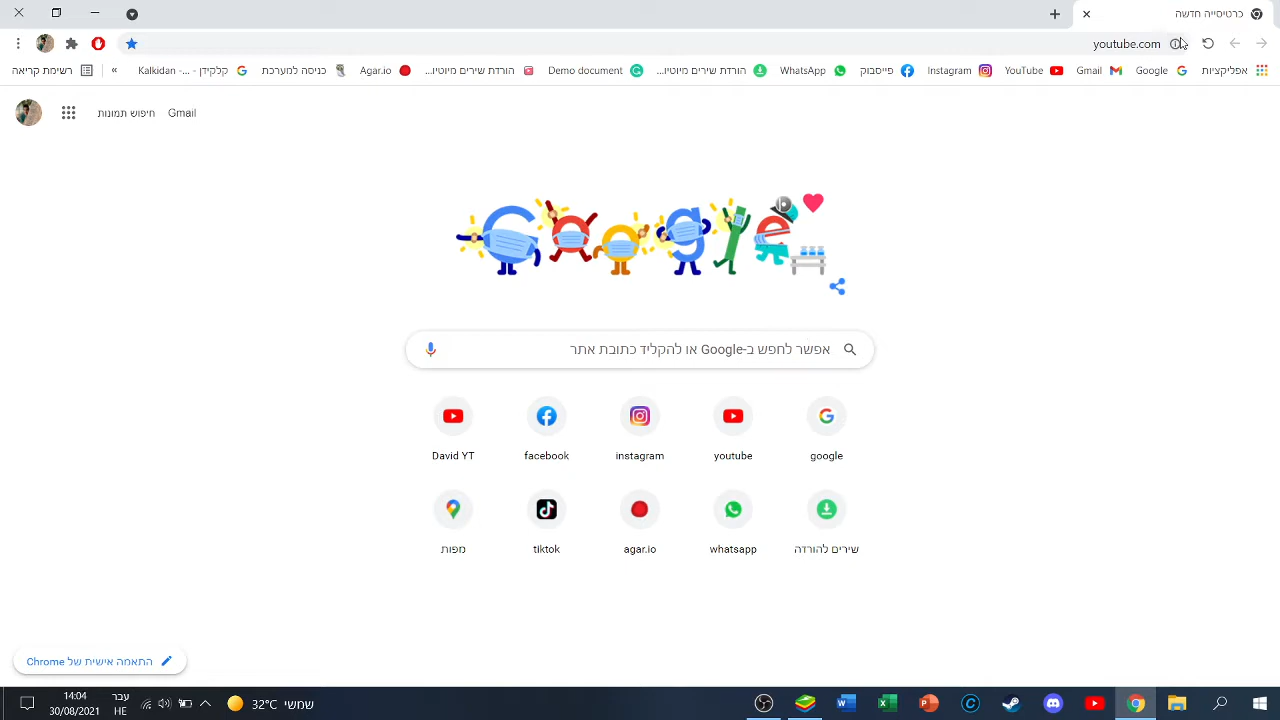 כרטיסייה חדשה
youtube.com
אפליקציות Google Gmail YouTube Instagram פייסבוק WhatsApp הורדת שירים מיוטיו... Demo document הורדת שירים מיוטיו... Agar.io כניסה למערכת קלקידן - ...Kalkidan » רשימת קריאה
Gmail חיפוש תמונות
אפשר לחפש ב-Google או להקליד כתובת אתר
google youtube instagram facebook David YT
שירים להורדה whatsapp agar.io tiktok מפות
התאמה אישית של Chrome
שמשי 32°C
עבר
HE
14:04
30/08/2021